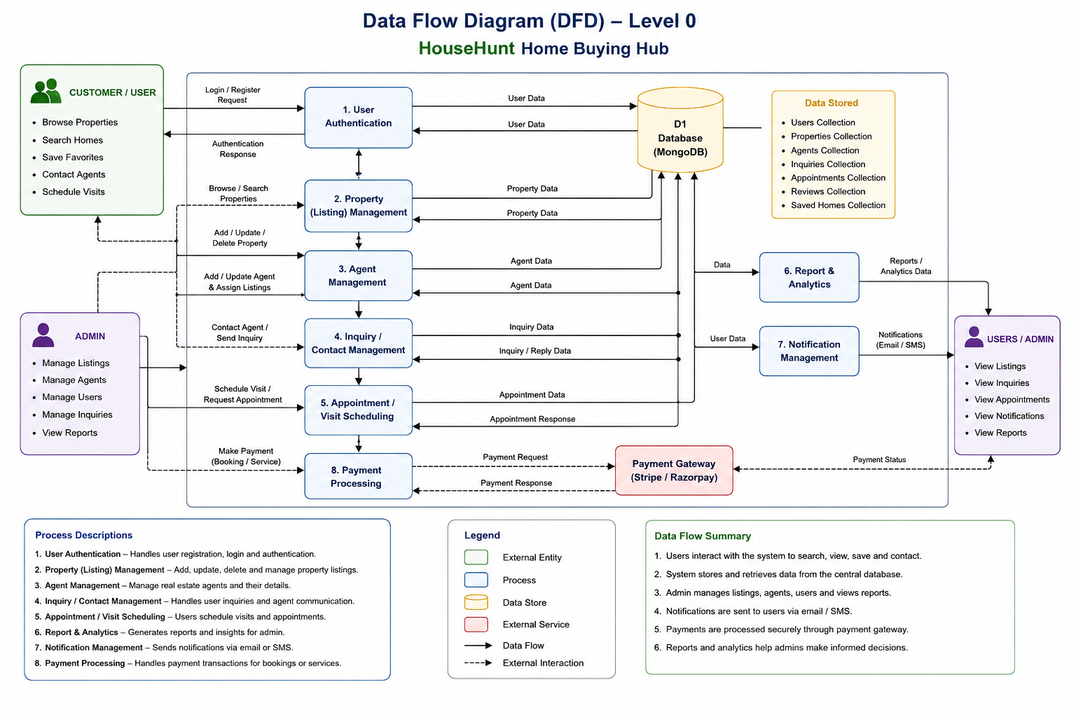 Data Flow Diagram (DFD) – Level 0
HouseHunt Home Buying Hub
CUSTOMER / USER
• Browse Properties
• Search Homes
• Save Favorites
• Contact Agents
• Schedule Visits
ADMIN
• Manage Listings
• Manage Agents
• Manage Users
• Manage Inquiries
• View Reports
Login / Register
Request
Authentication
Response
Browse / Search
Properties
Add / Update /
Delete Property
Add / Update Agent
& Assign Listings
Contact Agent /
Send Inquiry
Schedule Visit /
Request Appointment
Make Payment
(Booking / Service)
1. User
Authentication
2. Property
(Listing) Management
3. Agent
Management
4. Inquiry /
Contact Management
5. Appointment /
Visit Scheduling
8. Payment
Processing
User Data
User Data
Property Data
Property Data
Agent Data
Agent Data
Inquiry Data
Inquiry / Reply Data
Appointment Data
Appointment Response
Payment Request
Payment Response
D1
Database
(MongoDB)
Data Stored
• Users Collection
• Properties Collection
• Agents Collection
• Inquiries Collection
• Appointments Collection
• Reviews Collection
• Saved Homes Collection
Data
6. Report &
Analytics
Reports /
Analytics Data
User Data
7. Notification
Management
Notifications
(Email / SMS)
Payment Gateway
(Stripe / Razorpay)
Payment Status
USERS / ADMIN
• View Listings
• View Inquiries
• View Appointments
• View Notifications
• View Reports
Process Descriptions
1. User Authentication – Handles user registration, login and authentication.
2. Property (Listing) Management – Add, update, delete and manage property listings.
3. Agent Management – Manage real estate agents and their details.
4. Inquiry / Contact Management – Handles user inquiries and agent communication.
5. Appointment / Visit Scheduling – Users schedule visits and appointments.
6. Report & Analytics – Generates reports and insights for admin.
7. Notification Management – Sends notifications via email or SMS.
8. Payment Processing – Handles payment transactions for bookings or services.
Legend
External Entity
Process
Data Store
External Service
Data Flow
External Interaction
Data Flow Summary
1. Users interact with the system to search, view, save and contact.
2. System stores and retrieves data from the central database.
3. Admin manages listings, agents, users and views reports.
4. Notifications are sent to users via email / SMS.
5. Payments are processed securely through payment gateway.
6. Reports and analytics help admins make informed decisions.